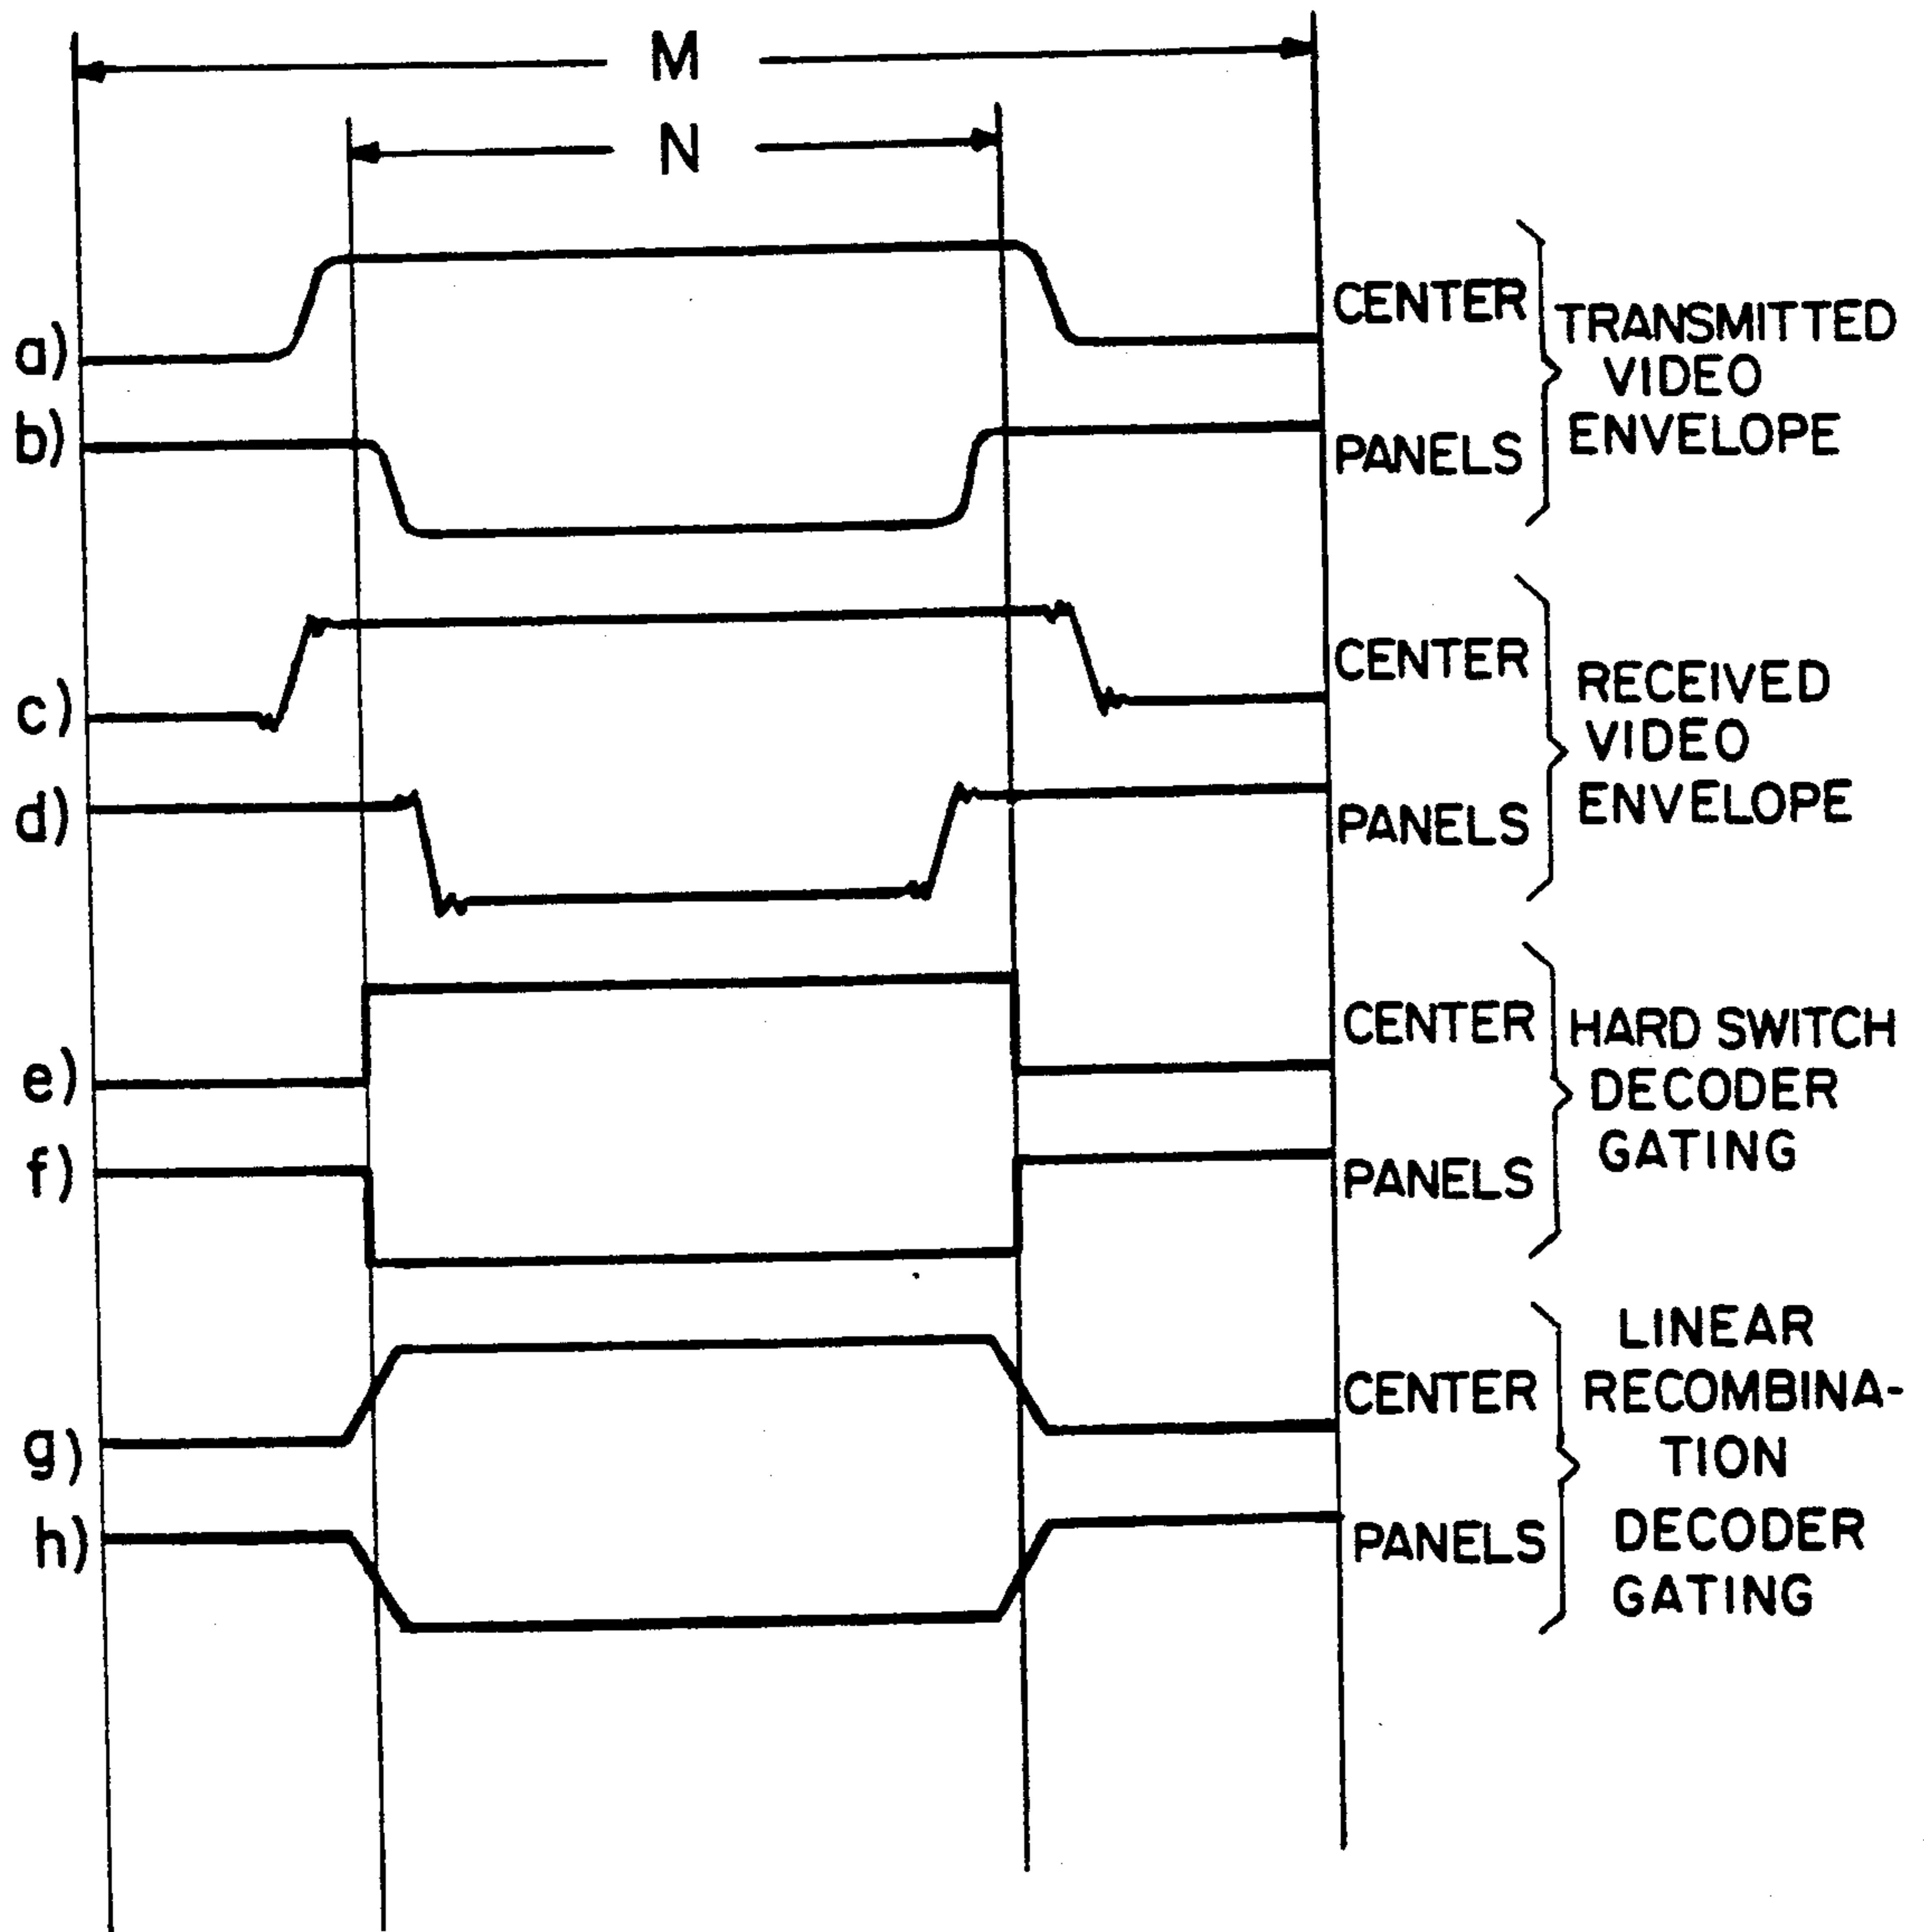 M
N
a)
CENTER
b)
PANELS
TRANSMITTED
VIDEO
ENVELOPE
c)
CENTER
d)
PANELS
RECEIVED
VIDEO
ENVELOPE
e)
CENTER
f)
PANELS
HARD SWITCH
DECODER
GATING
g)
CENTER
h)
PANELS
LINEAR
RECOMBINA-
TION
DECODER
GATING